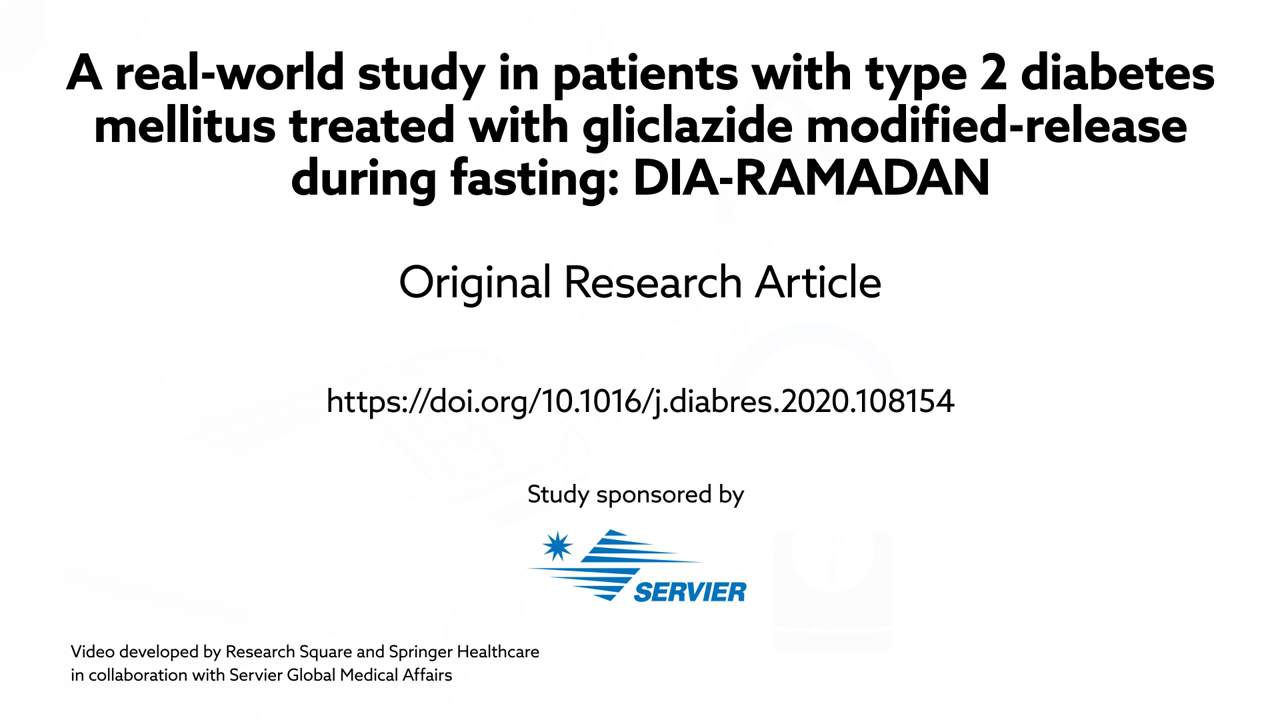 A real-world study in patients with type 2 diabetes
mellitus treated with gliclazide modified-release
during fasting: DIA-RAMADAN
Original Research Article
https://doi.org/10.1016/j.diabres.2020.108154
Study sponsored by
SERVIER
Video developed by Research Square and Springer Healthcare
in collaboration with Servier Global Medical Affairs